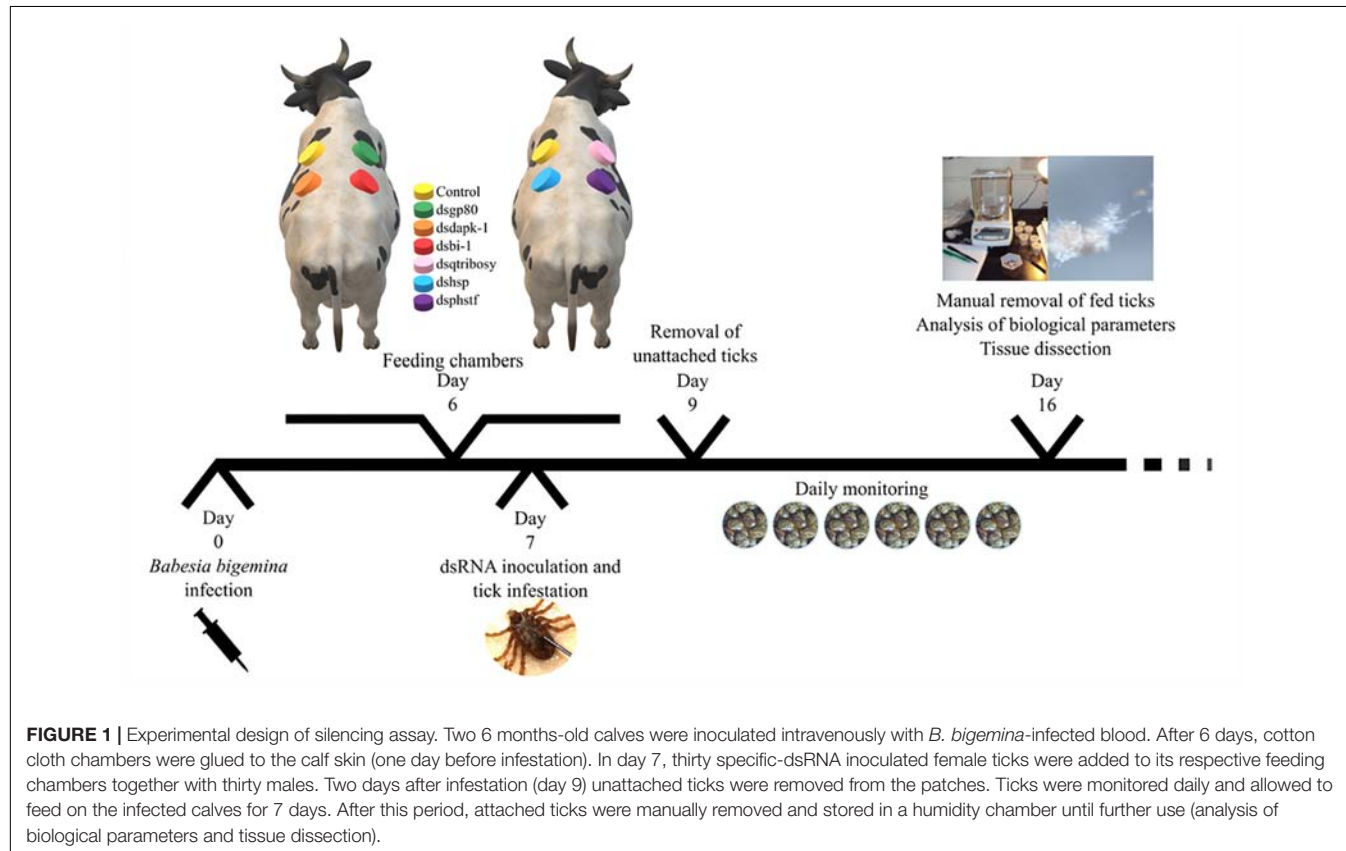 Control
dsgp80
dsdapk-1
dsbi-1
dsqtribosy
dshsp
dsphstf
Feeding chambers
Day
6
Removal of
unattached ticks
Day
9
Manual removal of fed ticks
Analysis of biological parameters
Tissue dissection
Day
16
Daily monitoring
Day
0
Babesia bigemina
infection
Day
7
dsRNA inoculation and
tick infestation
FIGURE 1 | Experimental design of silencing assay. Two 6 months-old calves were inoculated intravenously with B. bigemina-infected blood. After 6 days, cotton
cloth chambers were glued to the calf skin (one day before infestation). In day 7, thirty specific-dsRNA inoculated female ticks were added to its respective feeding
chambers together with thirty males. Two days after infestation (day 9) unattached ticks were removed from the patches. Ticks were monitored daily and allowed to
feed on the infected calves for 7 days. After this period, attached ticks were manually removed and stored in a humidity chamber until further use (analysis of
biological parameters and tissue dissection).